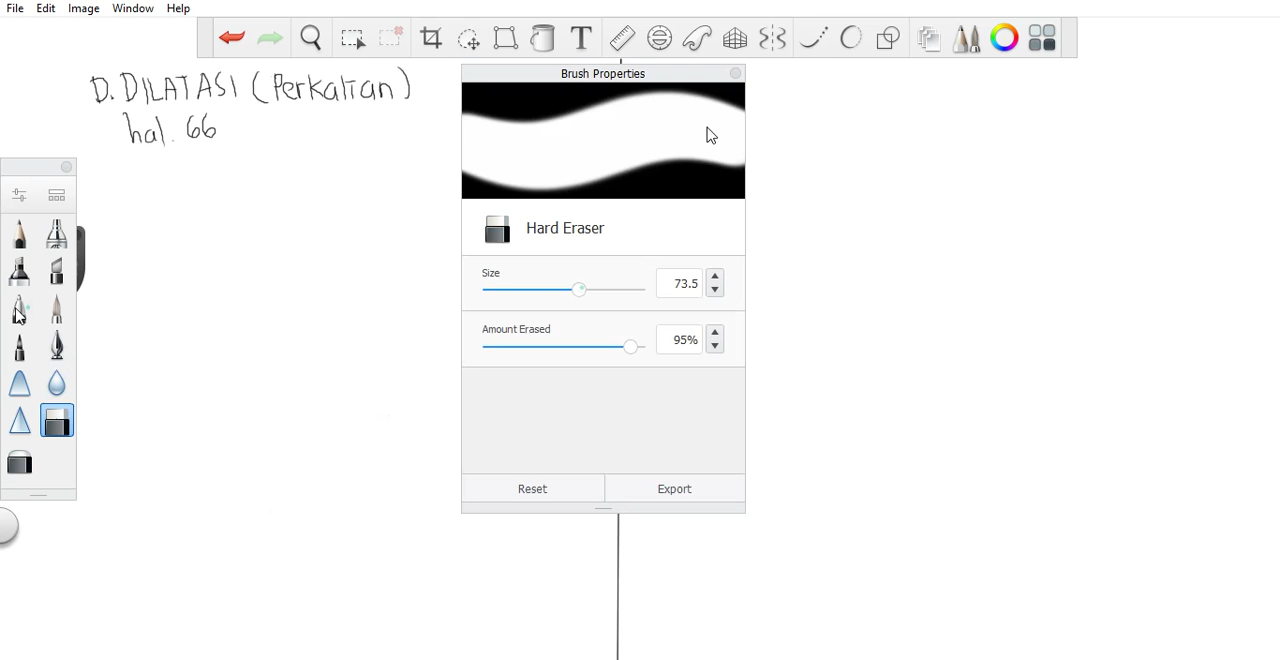 File Edit Image Window Help
D. DILATASI (Perkalian)
hal. 66
Brush Properties
Hard Eraser
Size
73.5
Amount Erased
95%
Reset Export